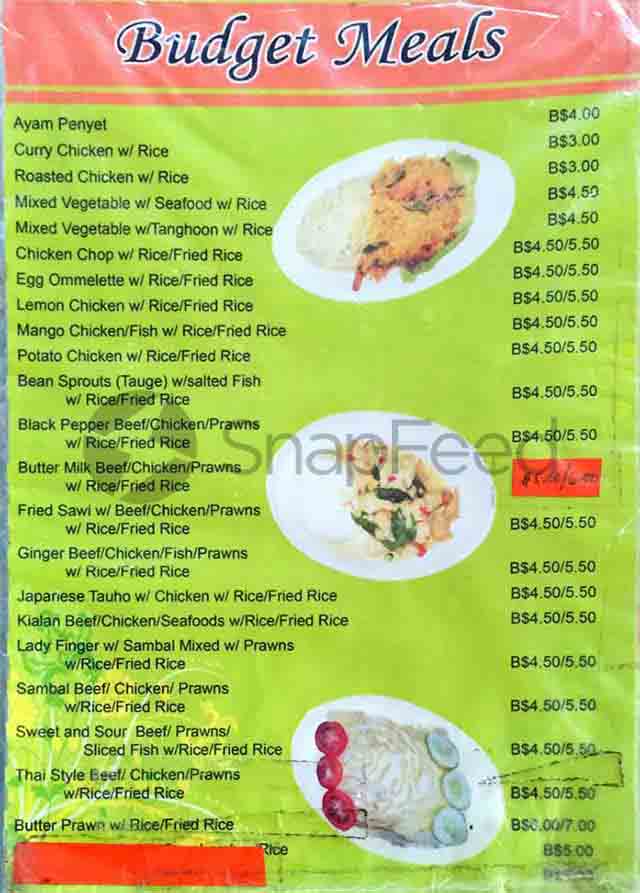 Budget Meals
Ayam Penyet B$4.00
Curry Chicken w/ Rice B$3.00
Roasted Chicken w/ Rice B$3.00
Mixed Vegetable w/ Seafood w/ Rice B$4.50
Mixed Vegetable w/Tanghoon w/ Rice B$4.50
Chicken Chop w/ Rice/Fried Rice B$4.50/5.50
Egg Ommelette w/ Rice/Fried Rice B$4.50/5.50
Lemon Chicken w/ Rice/Fried Rice B$4.50/5.50
Mango Chicken/Fish w/ Rice/Fried Rice B$4.50/5.50
Potato Chicken w/ Rice/Fried Rice B$4.50/5.50
Bean Sprouts (Tauge) w/salted Fish
w/ Rice/Fried Rice B$4.50/5.50
Black Pepper Beef/Chicken/Prawns
w/ Rice/Fried Rice B$4.50/5.50
SnapFeed
Butter Milk Beef/Chicken/Prawns
w/ Rice/Fried Rice
Fried Sawi w/ Beef/Chicken/Prawns
w/ Rice/Fried Rice B$4.50/5.50
Ginger Beef/Chicken/Fish/Prawns
w/ Rice/Fried Rice B$4.50/5.50
Japanese Tauho w/ Chicken w/ Rice/Fried Rice B$4.50/5.50
Kialan Beef/Chicken/Seafoods w/Rice/Fried Rice B$4.50/5.50
Lady Finger w/ Sambal Mixed w/ Prawns
w/Rice/Fried Rice B$4.50/5.50
Sambal Beef/ Chicken/ Prawns
w/Rice/Fried Rice B$4.50/5.50
Sweet and Sour Beef/ Prawns/
Sliced Fish w/Rice/Fried Rice B$4.50/5.50
Thai Style Beef/ Chicken/Prawns
w/Rice/Fried Rice B$4.50/5.50
Butter Prawn w/ Rice/Fried Rice B$6.00/7.00
Rice B$5.00